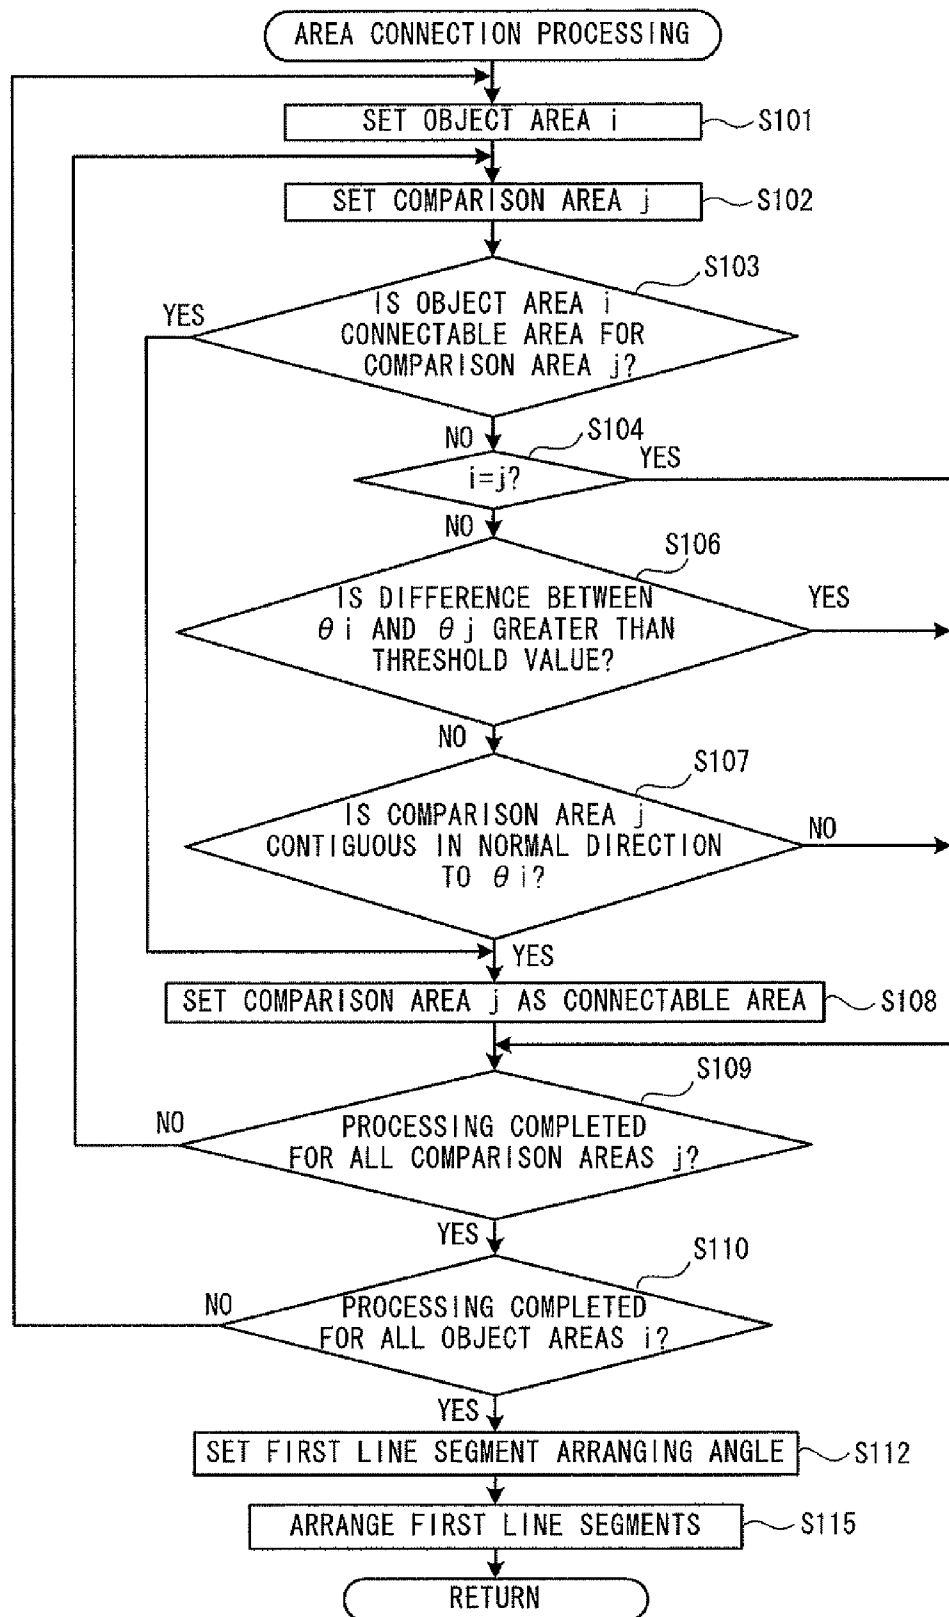 AREA CONNECTION PROCESSING
SET OBJECT AREA i
S101
SET COMPARISON AREA j
S102
S103
IS OBJECT AREA i
CONNECTABLE AREA FOR
COMPARISON AREA j?
YES
NO
S104
i=j?
YES
NO
S106
IS DIFFERENCE BETWEEN
θi AND θj GREATER THAN
THRESHOLD VALUE?
YES
NO
S107
IS COMPARISON AREA j
CONTIGUOUS IN NORMAL DIRECTION
TO θi?
NO
YES
SET COMPARISON AREA j AS CONNECTABLE AREA
S108
S109
PROCESSING COMPLETED
FOR ALL COMPARISON AREAS j?
NO
YES
S110
PROCESSING COMPLETED
FOR ALL OBJECT AREAS i?
NO
YES
SET FIRST LINE SEGMENT ARRANGING ANGLE
S112
ARRANGE FIRST LINE SEGMENTS
S115
RETURN